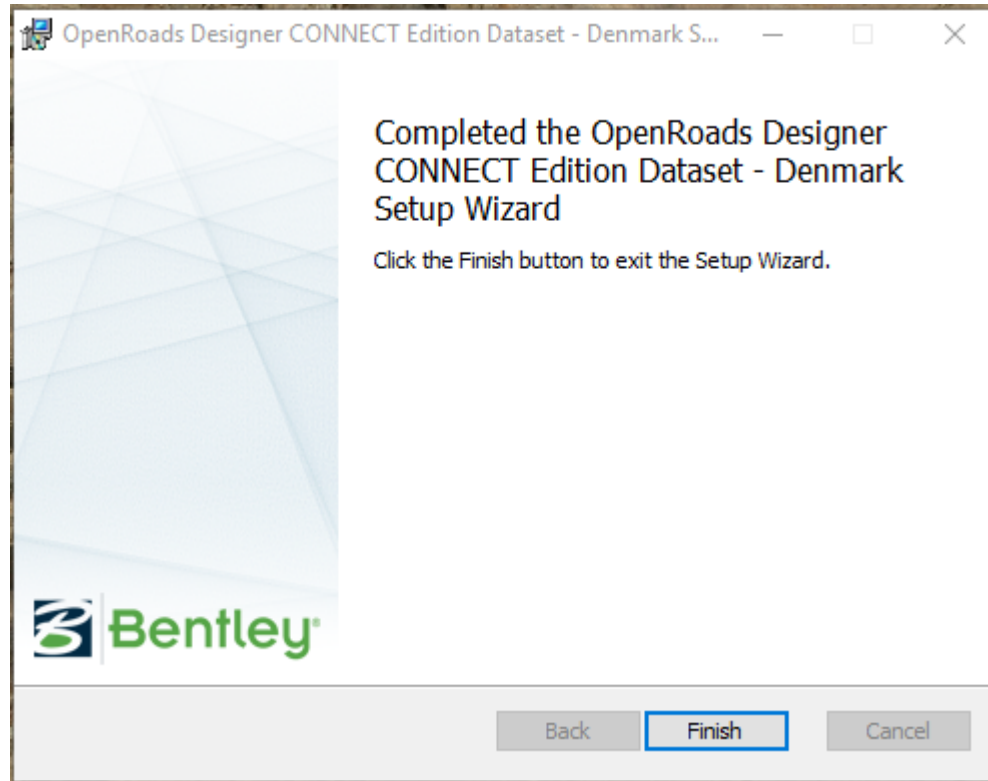 OpenRoads Designer CONNECT Edition Dataset - Denmark S...
Completed the OpenRoads Designer
CONNECT Edition Dataset - Denmark
Setup Wizard
Click the Finish button to exit the Setup Wizard.
Bentley®
Back Finish Cancel